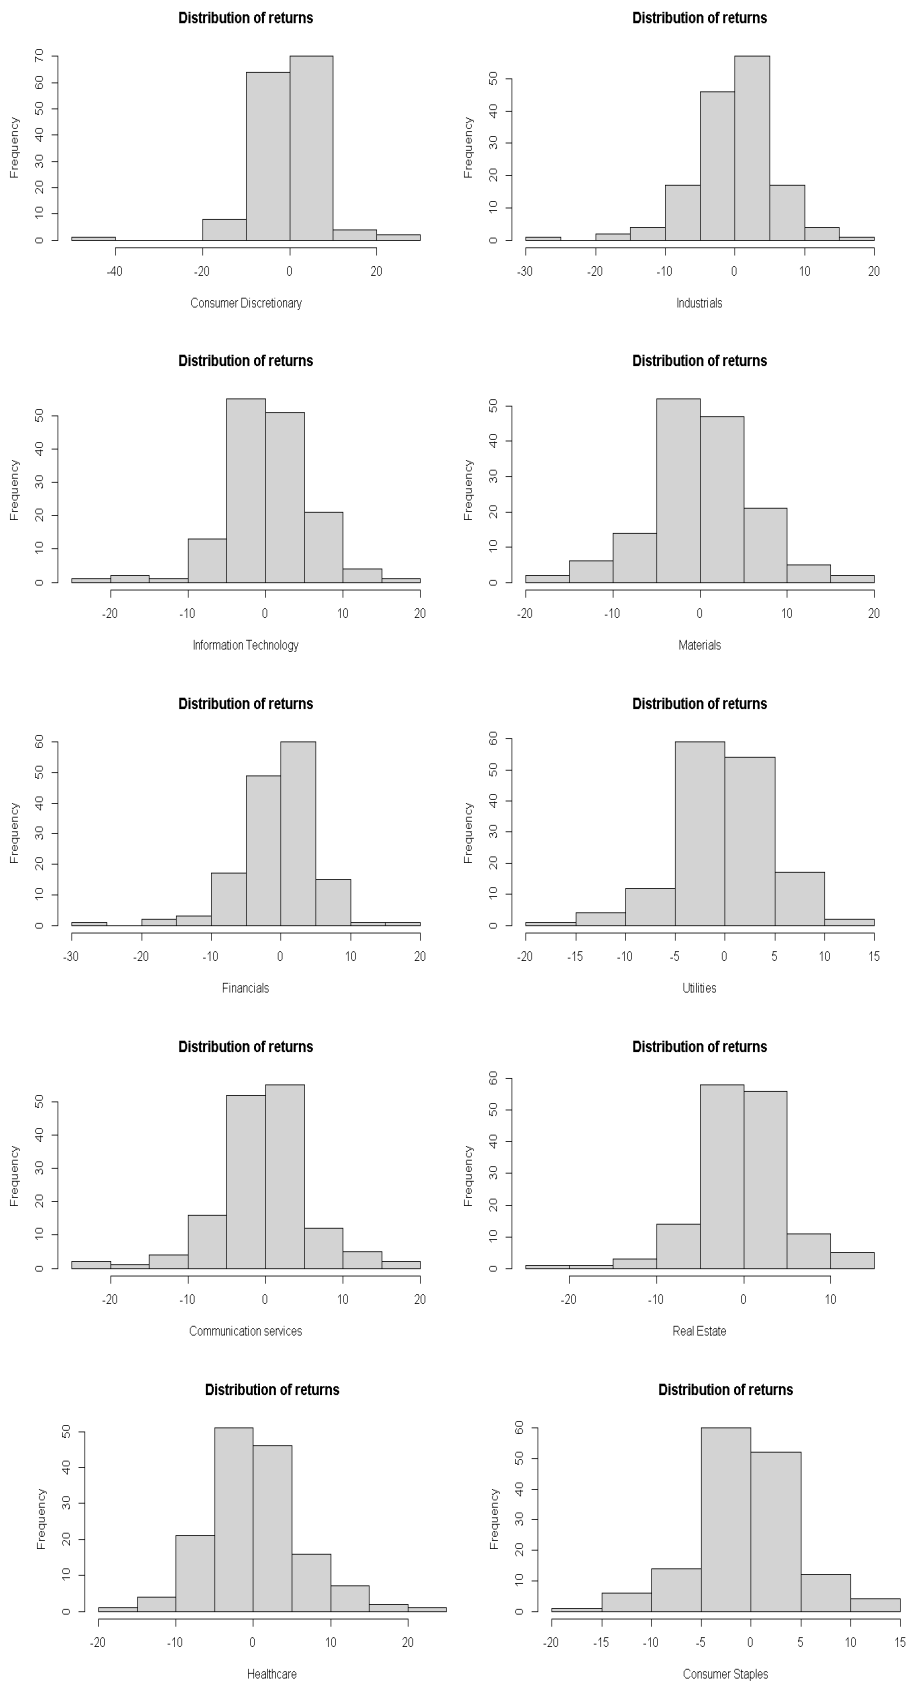 Distribution of returns
Frequency
0 10 20 30 40 50 60 70
-40 -20 0 20
Consumer Discretionary
Distribution of returns
Frequency
0 10 20 30 40 50
-30 -20 -10 0 10 20
Industrials
Distribution of returns
Frequency
0 10 20 30 40 50
-20 -10 0 10 20
Information Technology
Distribution of returns
Frequency
0 10 20 30 40 50
-20 -10 0 10 20
Materials
Distribution of returns
Frequency
0 10 20 30 40 50 60
-30 -20 -10 0 10 20
Financials
Distribution of returns
Frequency
0 10 20 30 40 50 60
-20 -15 -10 -5 0 5 10 15
Utilities
Distribution of returns
Frequency
0 10 20 30 40 50
-20 -10 0 10 20
Communication services
Distribution of returns
Frequency
0 10 20 30 40 50 60
-20 -10 0 10
Real Estate
Distribution of returns
Frequency
0 10 20 30 40 50
-20 -10 0 10 20
Healthcare
Distribution of returns
Frequency
0 10 20 30 40 50 60
-20 -15 -10 -5 0 5 10 15
Consumer Staples